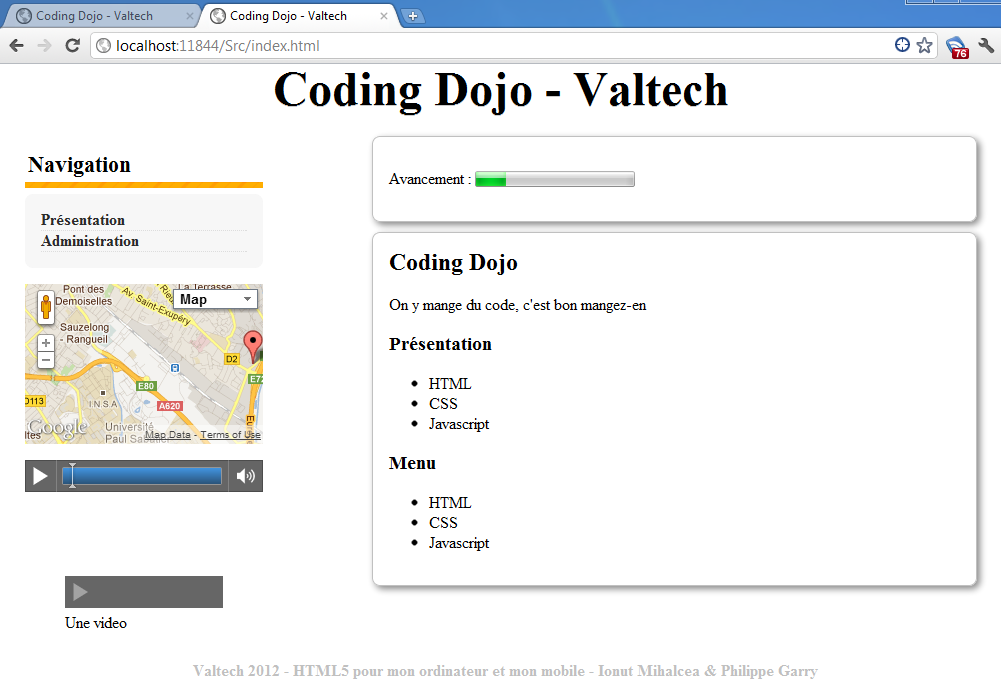 Coding Dojo - Valtech
Coding Dojo - Valtech
localhost:11844/Src/index.html
76
Coding Dojo - Valtech
Navigation
Présentation
Administration
Pont des
Demoiselles
La Terrasse
Map
Av. Saint-Exupéry
Sauzelong
- Rangueil
D2
E80
E72
D113
I.N.S.A
A620
Google
Université
Paul Sabatier
Map Data - Terms of Use
Une video
Avancement :
Coding Dojo
On y mange du code, c'est bon mangez-en
Présentation
HTML
CSS
Javascript
Menu
HTML
CSS
Javascript
Valtech 2012 - HTML5 pour mon ordinateur et mon mobile - Ionut Mihalcea & Philippe Garry